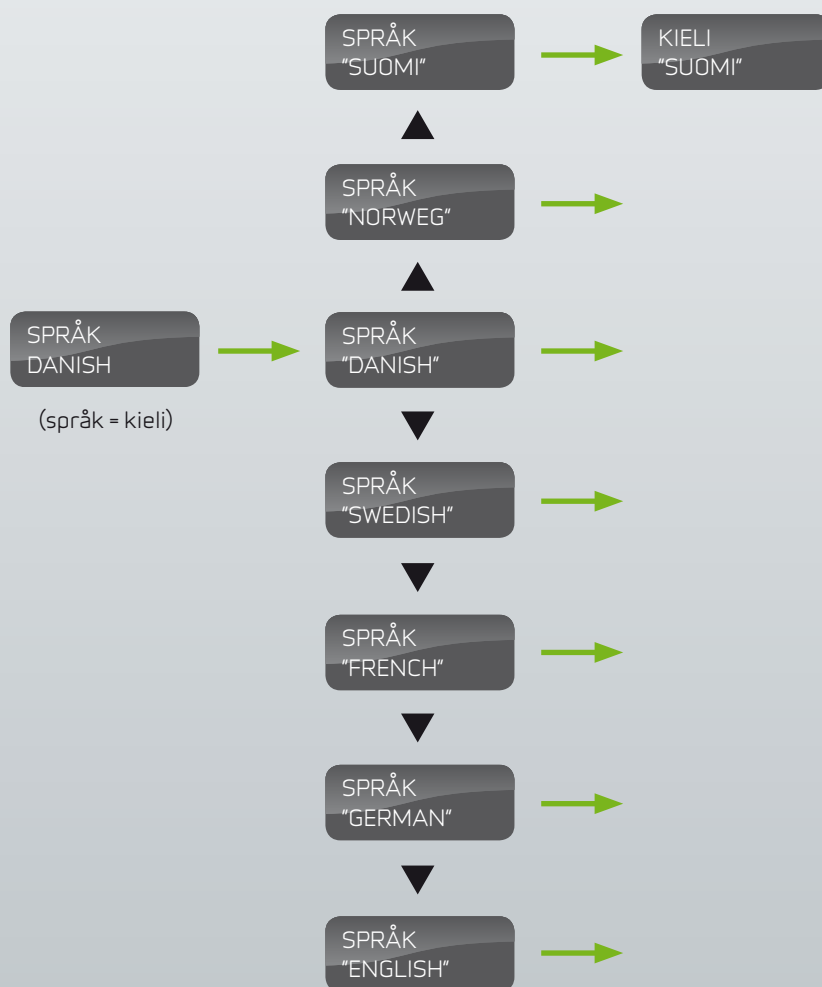 SPRÅK
"SUOMI"
KIELI
"SUOMI"
SPRÅK
"NORWEG"
SPRÅK
DANISH
(språk = kieli)
SPRÅK
"DANISH"
SPRÅK
"SWEDISH"
SPRÅK
"FRENCH"
SPRÅK
"GERMAN"
SPRÅK
"ENGLISH"